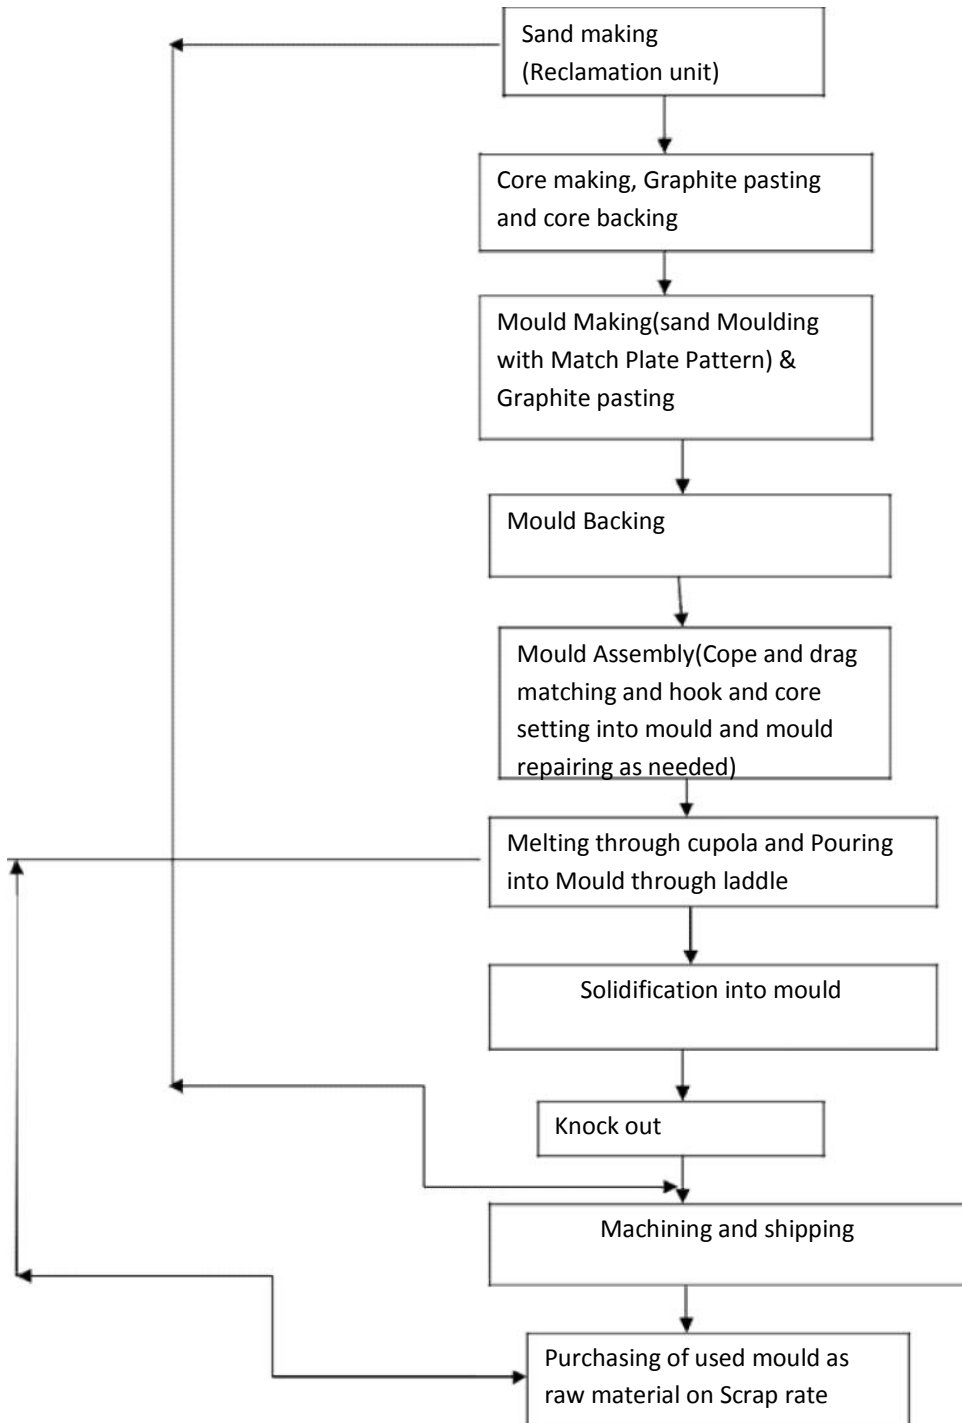 Sand making
(Reclamation unit)
Core making, Graphite pasting
and core backing
Mould Making(sand Moulding
with Match Plate Pattern) &
Graphite pasting
Mould Backing
Mould Assembly(Cope and drag
matching and hook and core
setting into mould and mould
repairing as needed)
Melting through cupola and Pouring
into Mould through laddle
Solidification into mould
Knock out
Machining and shipping
Purchasing of used mould as
raw material on Scrap rate